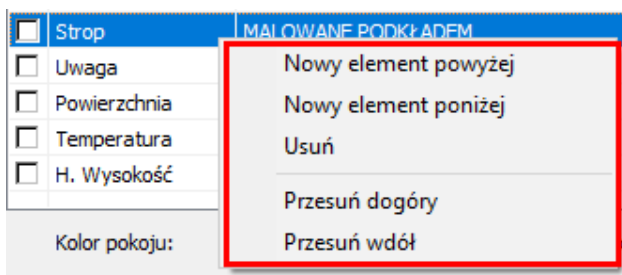 Strop MALOWANE PODKŁADEM
Uwaga
Powierzchnia
Temperatura
H. Wysokość
Kolor pokoju:
Nowy element powyżej
Nowy element poniżej
Usuń
Przesuń dogóry
Przesuń wdół